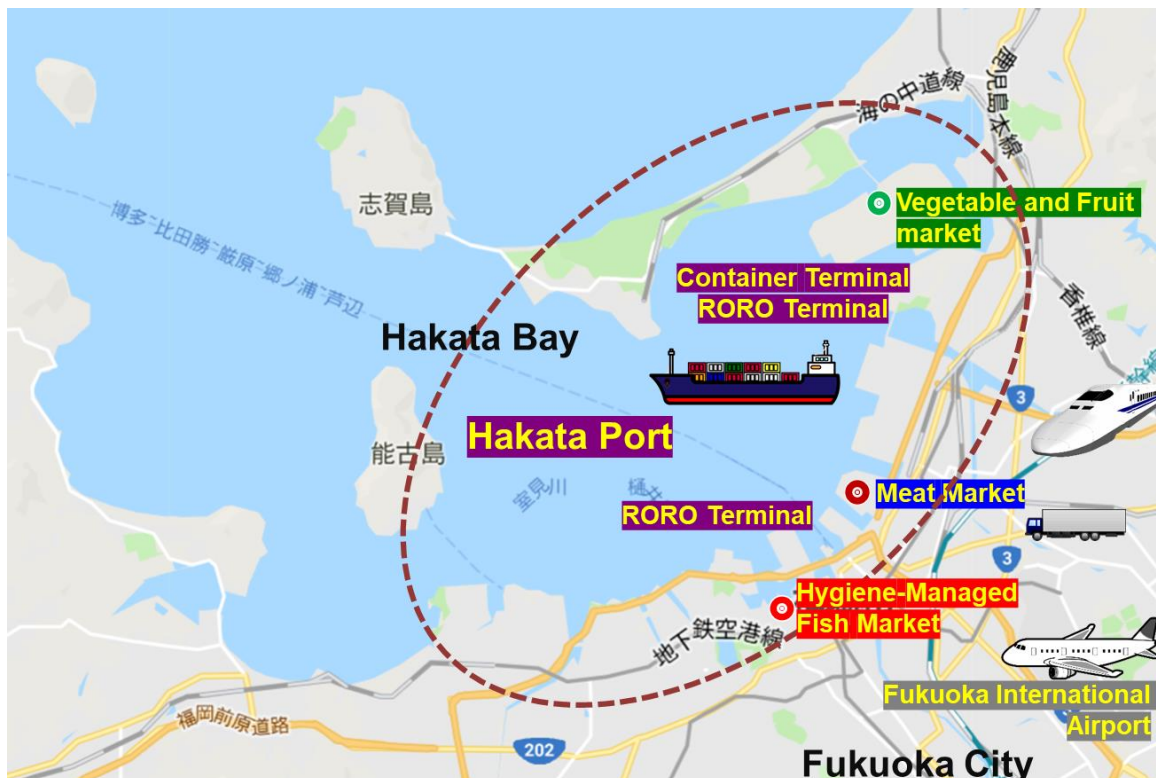 海の中道線
鹿児島本線
志賀島
Vegetable and Fruit
market
博多-比田勝-厳原-郷ノ浦-芦辺
Container Terminal
RORO Terminal
香椎線
Hakata Bay
3
Hakata Port
能古島
室見川
樋井
Meat Market
RORO Terminal
3
Hygiene-Managed
Fish Market
地下鉄空港線
Fukuoka International
Airport
福岡前原道路
202
Fukuoka City